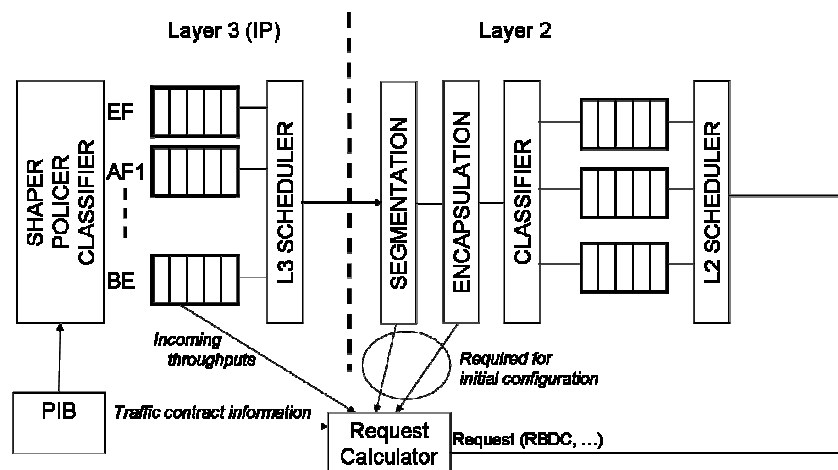 Layer 3 (IP)
Layer 2
SHAPER
POLICER
CLASSIFIER
EF
AF1
BE
L3 SCHEDULER
SEGMENTATION
ENCAPSULATION
CLASSIFIER
L2 SCHEDULER
Incoming
throughputs
Required for
initial configuration
PIB
Traffic contract information
Request
Calculator
Request (RBDC, ...)